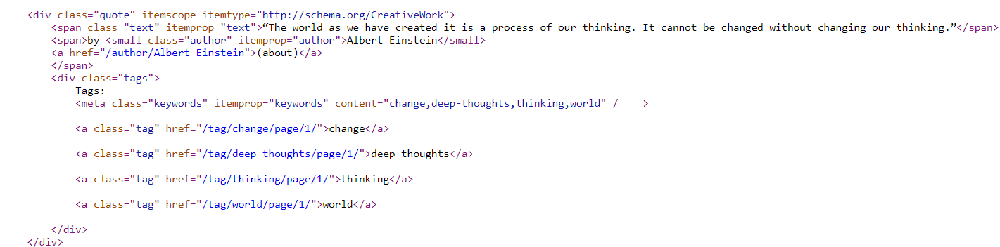 <div class="quote" itemscope itemtype="http://schema.org/CreativeWork">
<span class="text" itemprop="text">“The world as we have created it is a process of our thinking. It cannot be changed without changing our thinking.”</span>
<span>by <small class="author" itemprop="author">Albert Einstein</small>
<a href="/author/Albert-Einstein">(about)</a>
</span>
<div class="tags">
Tags:
<meta class="keywords" itemprop="keywords" content="change,deep-thoughts,thinking,world" /    >
<a class="tag" href="/tag/change/page/1/">change</a>
<a class="tag" href="/tag/deep-thoughts/page/1/">deep-thoughts</a>
<a class="tag" href="/tag/thinking/page/1/">thinking</a>
<a class="tag" href="/tag/world/page/1/">world</a>
</div>
</div>